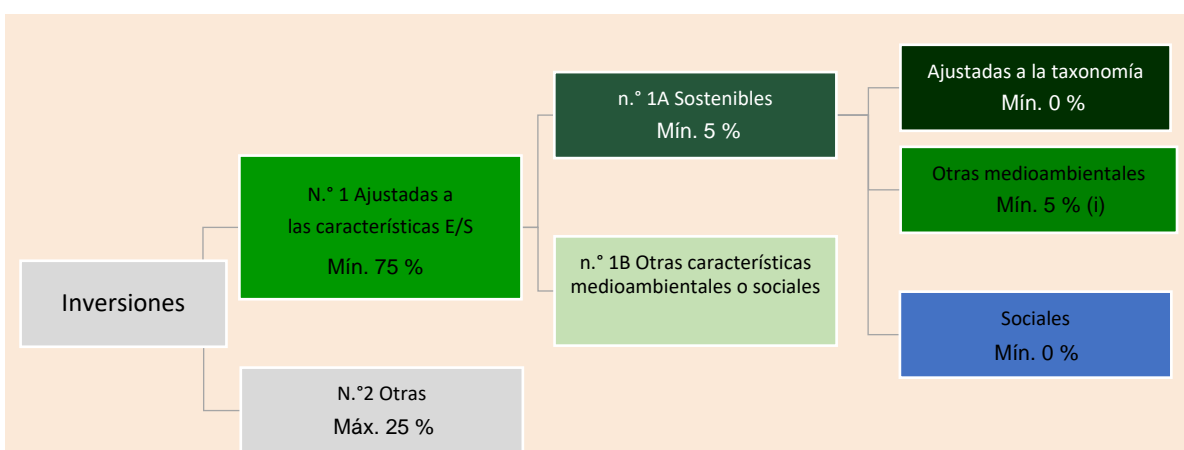 Inversiones
N.° 1 Ajustadas a
las características E/S
Mín. 75 %
N.°2 Otras
Máx. 25 %
n.° 1A Sostenibles
Mín. 5 %
n.° 1B Otras características
medioambientales o sociales
Ajustadas a la taxonomía
Mín. 0 %
Otras medioambientales
Mín. 5 % (i)
Sociales
Mín. 0 %